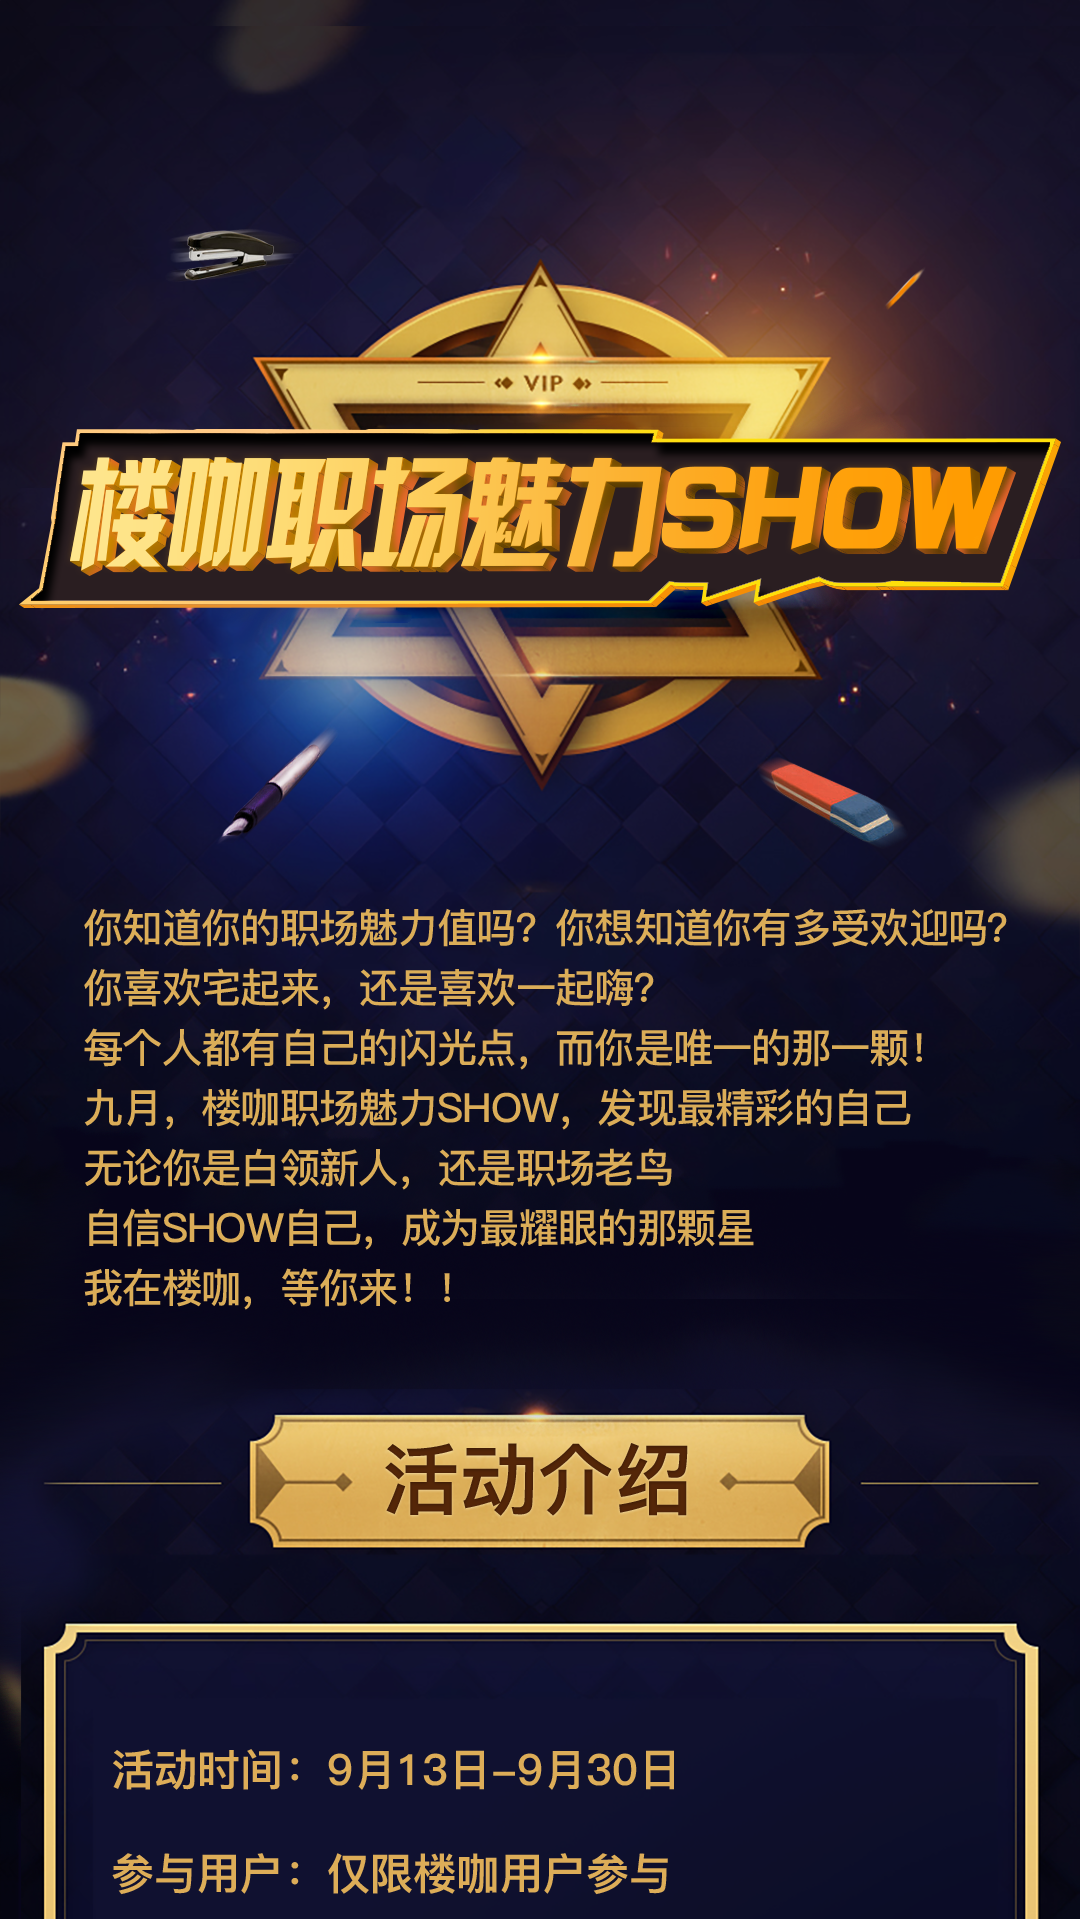 VIP
楼咖职场魅力SHOW
你知道你的职场魅力值吗？你想知道你有多受欢迎吗？
你喜欢宅起来，还是喜欢一起嗨？
每个人都有自己的闪光点，而你是唯一的那一颗！
九月，楼咖职场魅力SHOW，发现最精彩的自己
无论你是白领新人，还是职场老鸟
自信SHOW自己，成为最耀眼的那颗星
我在楼咖，等你来！！
活动介绍
活动时间：9月13日-9月30日
参与用户：仅限楼咖用户参与